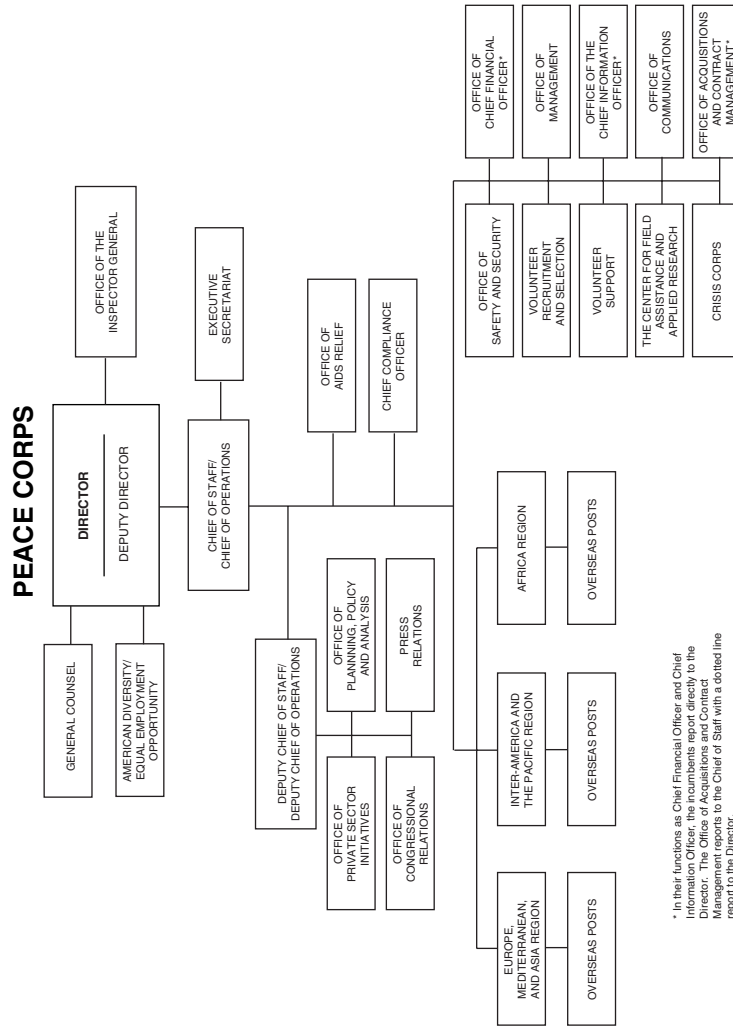 PEACE CORPS
DIRECTOR
DEPUTY DIRECTOR
GENERAL COUNSEL
AMERICAN DIVERSITY/
EQUAL EMPLOYMENT
OPPORTUNITY
OFFICE OF THE
INSPECTOR GENERAL
CHIEF OF STAFF/
CHIEF OF OPERATIONS
EXECUTIVE
SECRETARIAT
DEPUTY CHIEF OF STAFF/
DEPUTY CHIEF OF OPERATIONS
OFFICE OF
PRIVATE SECTOR
INITIATIVES
OFFICE OF
PLANNNING, POLICY
AND ANALYSIS
OFFICE OF
CONGRESSIONAL
RELATIONS
PRESS
RELATIONS
OFFICE OF
AIDS RELIEF
CHIEF COMPLIANCE
OFFICER
EUROPE,
MEDITERRANEAN,
AND ASIA REGION
OVERSEAS POSTS
INTER-AMERICA AND
THE PACIFIC REGION
OVERSEAS POSTS
AFRICA REGION
OVERSEAS POSTS
OFFICE OF
SAFETY AND SECURITY
OFFICE OF
CHIEF FINANCIAL
OFFICER*
VOLUNTEER
RECRUITMENT
AND SELECTION
OFFICE OF
MANAGEMENT
VOLUNTEER
SUPPORT
OFFICE OF THE
CHIEF INFORMATION
OFFICER*
THE CENTER FOR FIELD
ASSISTANCE AND
APPLIED RESEARCH
OFFICE OF
COMMUNICATIONS
CRISIS CORPS
OFFICE OF ACQUISITIONS
AND CONTRACT
MANAGEMENT*
* In their functions as Chief Financial Officer and Chief
Information Officer, the incumbents report directly to the
Director. The Office of Acquisitions and Contract
Management reports to the Chief of Staff with a dotted line
report to the Director.